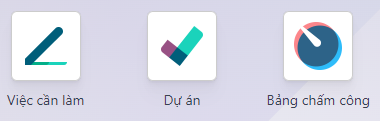 Việc cần làm
Dự án
Bảng chấm công